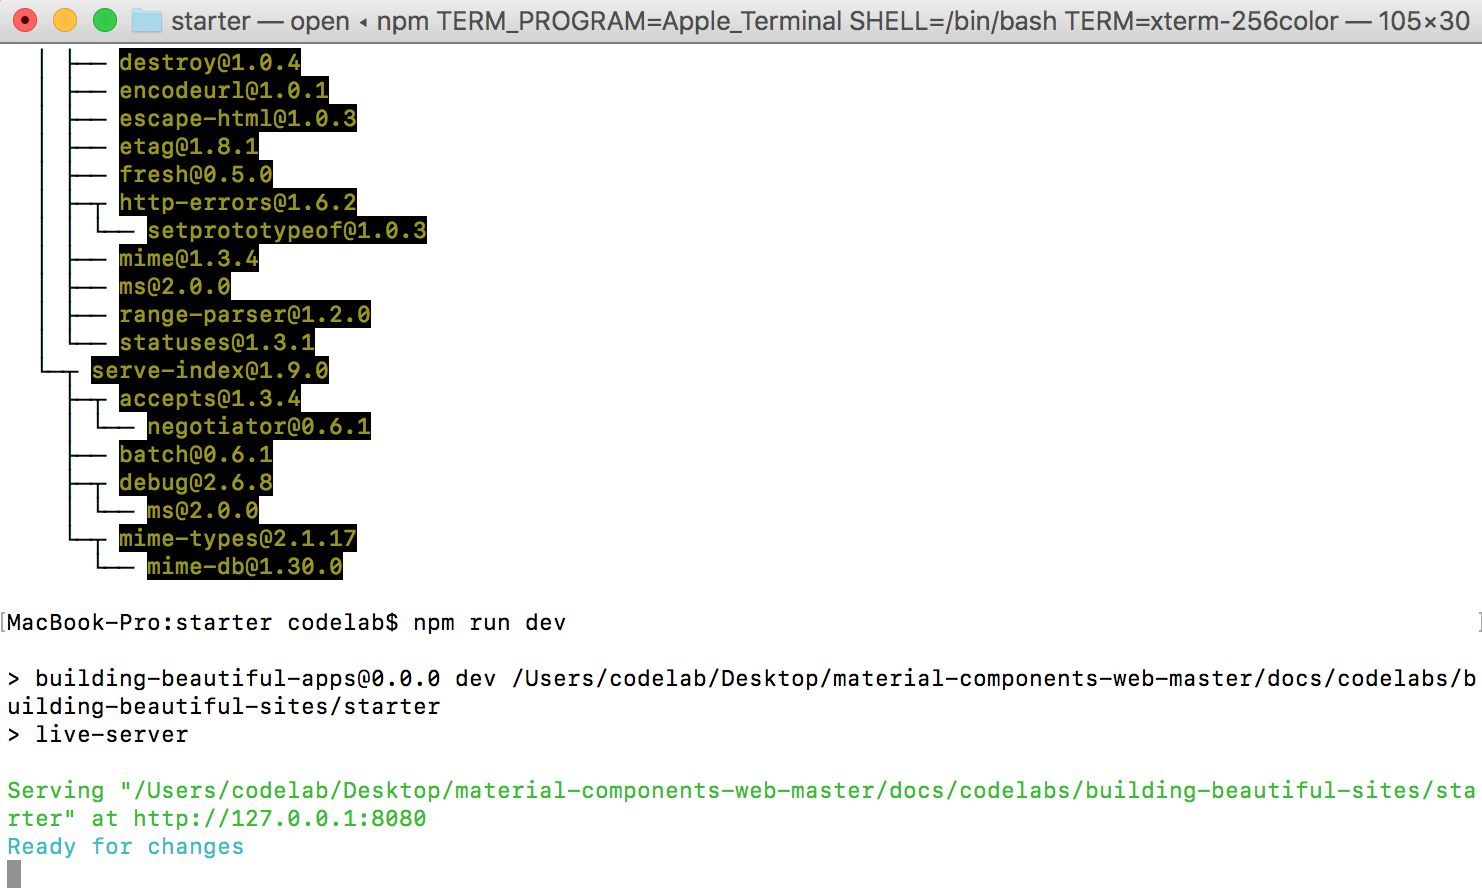 starter — open ◂ npm TERM_PROGRAM=Apple_Terminal SHELL=/bin/bash TERM=xterm-256color — 105×30
│ ├── destroy@1.0.4
│ ├── encodeurl@1.0.1
│ ├── escape-html@1.0.3
│ ├── etag@1.8.1
│ ├── fresh@0.5.0
│ ├─┬ http-errors@1.6.2
│ │ └── setprototypeof@1.0.3
│ ├── mime@1.3.4
│ ├── ms@2.0.0
│ ├── range-parser@1.2.0
│ └── statuses@1.3.1
└─┬ serve-index@1.9.0
  ├─┬ accepts@1.3.4
  │ └── negotiator@0.6.1
  ├── batch@0.6.1
  ├─┬ debug@2.6.8
  │ └── ms@2.0.0
  └─┬ mime-types@2.1.17
    └── mime-db@1.30.0
[MacBook-Pro:starter codelab$ npm run dev ]
> building-beautiful-apps@0.0.0 dev /Users/codelab/Desktop/material-components-web-master/docs/codelabs/b
uilding-beautiful-sites/starter
> live-server
Serving "/Users/codelab/Desktop/material-components-web-master/docs/codelabs/building-beautiful-sites/sta
rter" at http://127.0.0.1:8080
Ready for changes